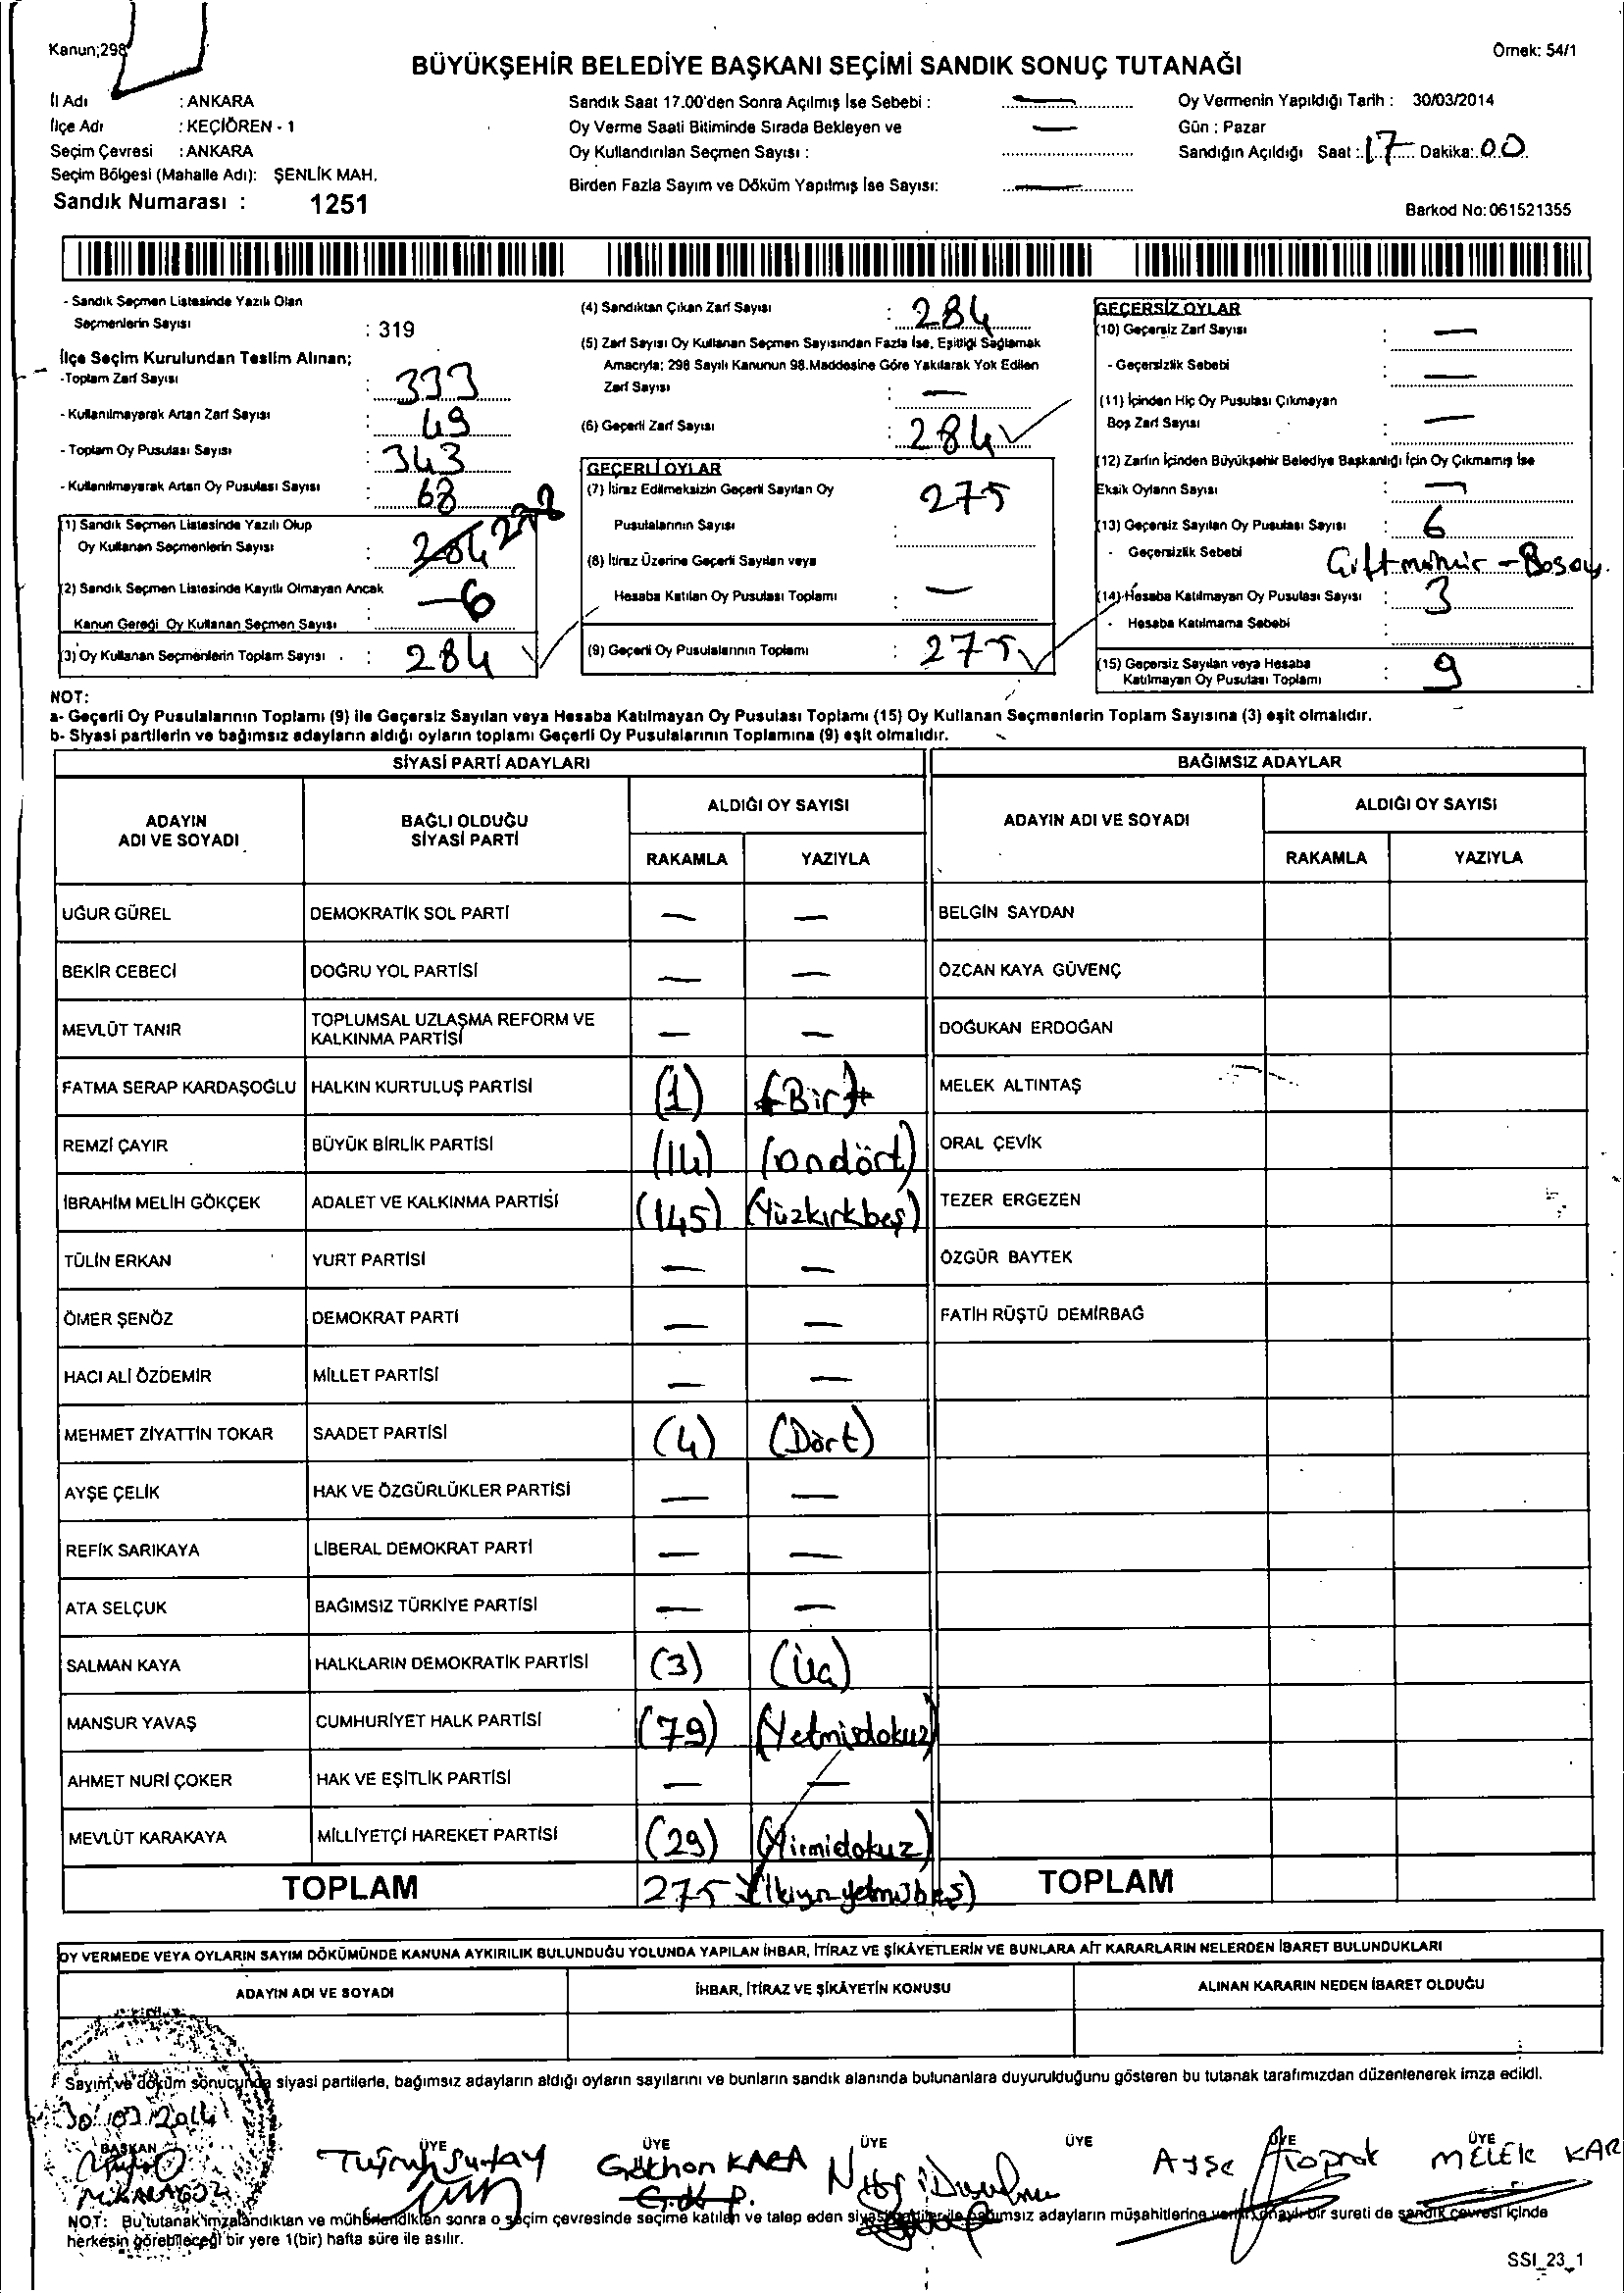 Kanun;298
Örnek: 54/1
BÜYÜKŞEHİR BELEDİYE BAŞKANI SEÇİMİ SANDIK SONUÇ TUTANAĞI
İl Adı : ANKARA
İlçe Adı : KEÇİÖREN - 1
Seçim Çevresi : ANKARA
Seçim Bölgesi (Mahalle Adı): ŞENLİK MAH.
Sandık Numarası : 1251
Sandık Saat 17.00'den Sonra Açılmış İse Sebebi : —
Oy Verme Saati Bitiminde Sırada Bekleyen ve —
Oy Kullandırılan Seçmen Sayısı :
Birden Fazla Sayım ve Döküm Yapılmış İse Sayısı: —
Oy Vermenin Yapıldığı Tarih : 30/03/2014
Gün : Pazar
Sandığın Açıldığı Saat : 17 Dakika: 00
Barkod No: 061521355
- Sandık Seçmen Listesinde Yazılı Olan
Seçmenlerin Sayısı : 319
İlçe Seçim Kurulundan Teslim Alınan;
-Toplam Zarf Sayısı : 333
- Kullanılmayarak Artan Zarf Sayısı : 49
- Toplam Oy Pusulası Sayısı : 343
- Kullanılmayarak Artan Oy Pusulası Sayısı : 68
(1) Sandık Seçmen Listesinde Yazılı Olup
Oy Kullanan Seçmenlerin Sayısı : 284 278
(2) Sandık Seçmen Listesinde Kayıtlı Olmayan Ancak
Kanun Gereği Oy Kullanan Seçmen Sayısı : —6
(3) Oy Kullanan Seçmenlerin Toplam Sayısı : 284
(4) Sandıktan Çıkan Zarf Sayısı : 284
(5) Zarf Sayısı Oy Kullanan Seçmen Sayısından Fazla İse, Eşitliği Sağlamak
Amacıyla; 298 Sayılı Kanunun 98.Maddesine Göre Yakılarak Yok Edilen
Zarf Sayısı : —
(6) Geçerli Zarf Sayısı : 284
GEÇERLİ OYLAR
(7) İtiraz Edilmeksizin Geçerli Sayılan Oy 275
Pusulalarının Sayısı :
(8) İtiraz Üzerine Geçerli Sayılan veya
Hesaba Katılan Oy Pusulası Toplamı : —
(9) Geçerli Oy Pusulalarının Toplamı : 275
GEÇERSİZ OYLAR
(10) Geçersiz Zarf Sayısı : —
- Geçersizlik Sebebi : —
(11) İçinden Hiç Oy Pusulası Çıkmayan
Boş Zarf Sayısı : —
(12) Zarfın İçinden Büyükşehir Belediye Başkanlığı İçin Oy Çıkmamış İse
Eksik Oyların Sayısı : —
(13) Geçersiz Sayılan Oy Pusulası Sayısı : 6
- Geçersizlik Sebebi Çift mühür - Boş oy.
(14) Hesaba Katılmayan Oy Pusulası Sayısı : 3
- Hesaba Katılmama Sebebi :
(15) Geçersiz Sayılan veya Hesaba
Katılmayan Oy Pusulası Toplamı : 9
NOT:
a- Geçerli Oy Pusulalarının Toplamı (9) ile Geçersiz Sayılan veya Hesaba Katılmayan Oy Pusulası Toplamı (15) Oy Kullanan Seçmenlerin Toplam Sayısına (3) eşit olmalıdır.
b- Siyasi partilerin ve bağımsız adayların aldığı oyların toplamı Geçerli Oy Pusulalarının Toplamına (9) eşit olmalıdır.
SİYASİ PARTİ ADAYLARI
ADAYIN
ADI VE SOYADI
BAĞLI OLDUĞU
SİYASİ PARTİ
ALDIĞI OY SAYISI
RAKAMLA YAZIYLA
UĞUR GÜREL DEMOKRATİK SOL PARTİ — —
BEKİR CEBECİ DOĞRU YOL PARTİSİ — —
MEVLÜT TANIR TOPLUMSAL UZLAŞMA REFORM VE
KALKINMA PARTİSİ — —
FATMA SERAP KARDAŞOĞLU HALKIN KURTULUŞ PARTİSİ (1) (Bir)
REMZİ ÇAYIR BÜYÜK BİRLİK PARTİSİ (14) (ondört)
İBRAHİM MELİH GÖKÇEK ADALET VE KALKINMA PARTİSİ (145) (Yüzkırkbeş)
TÜLİN ERKAN YURT PARTİSİ — —
ÖMER ŞENÖZ DEMOKRAT PARTİ — —
HACI ALİ ÖZDEMİR MİLLET PARTİSİ — —
MEHMET ZİYATTİN TOKAR SAADET PARTİSİ (4) (Dört)
AYŞE ÇELİK HAK VE ÖZGÜRLÜKLER PARTİSİ — —
REFİK SARIKAYA LİBERAL DEMOKRAT PARTİ — —
ATA SELÇUK BAĞIMSIZ TÜRKİYE PARTİSİ — —
SALMAN KAYA HALKLARIN DEMOKRATİK PARTİSİ (3) (Üç)
MANSUR YAVAŞ CUMHURİYET HALK PARTİSİ (79) (Yetmişdokuz)
AHMET NURİ ÇOKER HAK VE EŞİTLİK PARTİSİ — —
MEVLÜT KARAKAYA MİLLİYETÇİ HAREKET PARTİSİ (29) (Yirmidokuz)
TOPLAM 275 (İkiyüzyetmişbeş)
BAĞIMSIZ ADAYLAR
ADAYIN ADI VE SOYADI
ALDIĞI OY SAYISI
RAKAMLA YAZIYLA
BELGİN SAYDAN
ÖZCAN KAYA GÜVENÇ
DOĞUKAN ERDOĞAN
MELEK ALTINTAŞ
ORAL ÇEVİK
TEZER ERGEZEN
ÖZGÜR BAYTEK
FATİH RÜŞTÜ DEMİRBAĞ
TOPLAM
OY VERMEDE VEYA OYLARIN SAYIM DÖKÜMÜNDE KANUNA AYKIRILIK BULUNDUĞU YOLUNDA YAPILAN İHBAR, İTİRAZ VE ŞİKÂYETLERİN VE BUNLARA AİT KARARLARIN NELERDEN İBARET BULUNDUKLARI
ADAYIN ADI VE SOYADI İHBAR, İTİRAZ VE ŞİKÂYETİN KONUSU ALINAN KARARIN NEDEN İBARET OLDUĞU
Sayım ve döküm sonucunda siyasi partilerle, bağımsız adayların aldığı oyların sayılarını ve bunların sandık alanında bulunanlara duyurulduğunu gösteren bu tutanak tarafımızdan düzenlenerek imza edildi.
30/03/2014
BAŞKAN ÜYE ÜYE ÜYE ÜYE ÜYE ÜYE
M.KARAGÖZ Gökhan KARA Ayşe Toprak MELEK KAR
NOT: Bu tutanak imzalandıktan ve mühürlendikten sonra o seçim çevresinde seçime katılan ve talep eden siyasi partiler ile bağımsız adayların müşahitlerine verilir, onaylı bir sureti de sandık çevresi içinde
herkesin görebileceği bir yere 1(bir) hafta süre ile asılır.
SSI_23_1